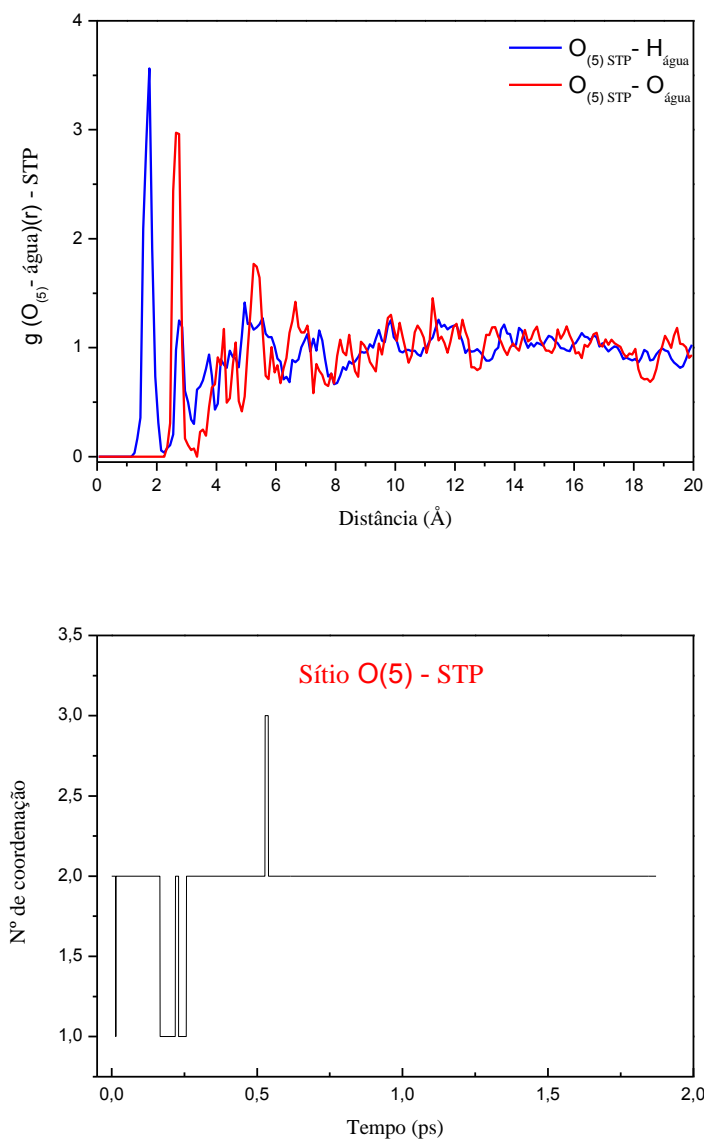 4
O(5) STP- Hágua
O(5) STP- Oágua
3
2
1
0
g (O(5)- água)(r) - STP
0 2 4 6 8 10 12 14 16 18 20
Distância (Å)
3,5
Sítio O(5) - STP
3,0
2,5
2,0
1,5
1,0
Nº de coordenação
0,0 0,5 1,0 1,5 2,0
Tempo (ps)